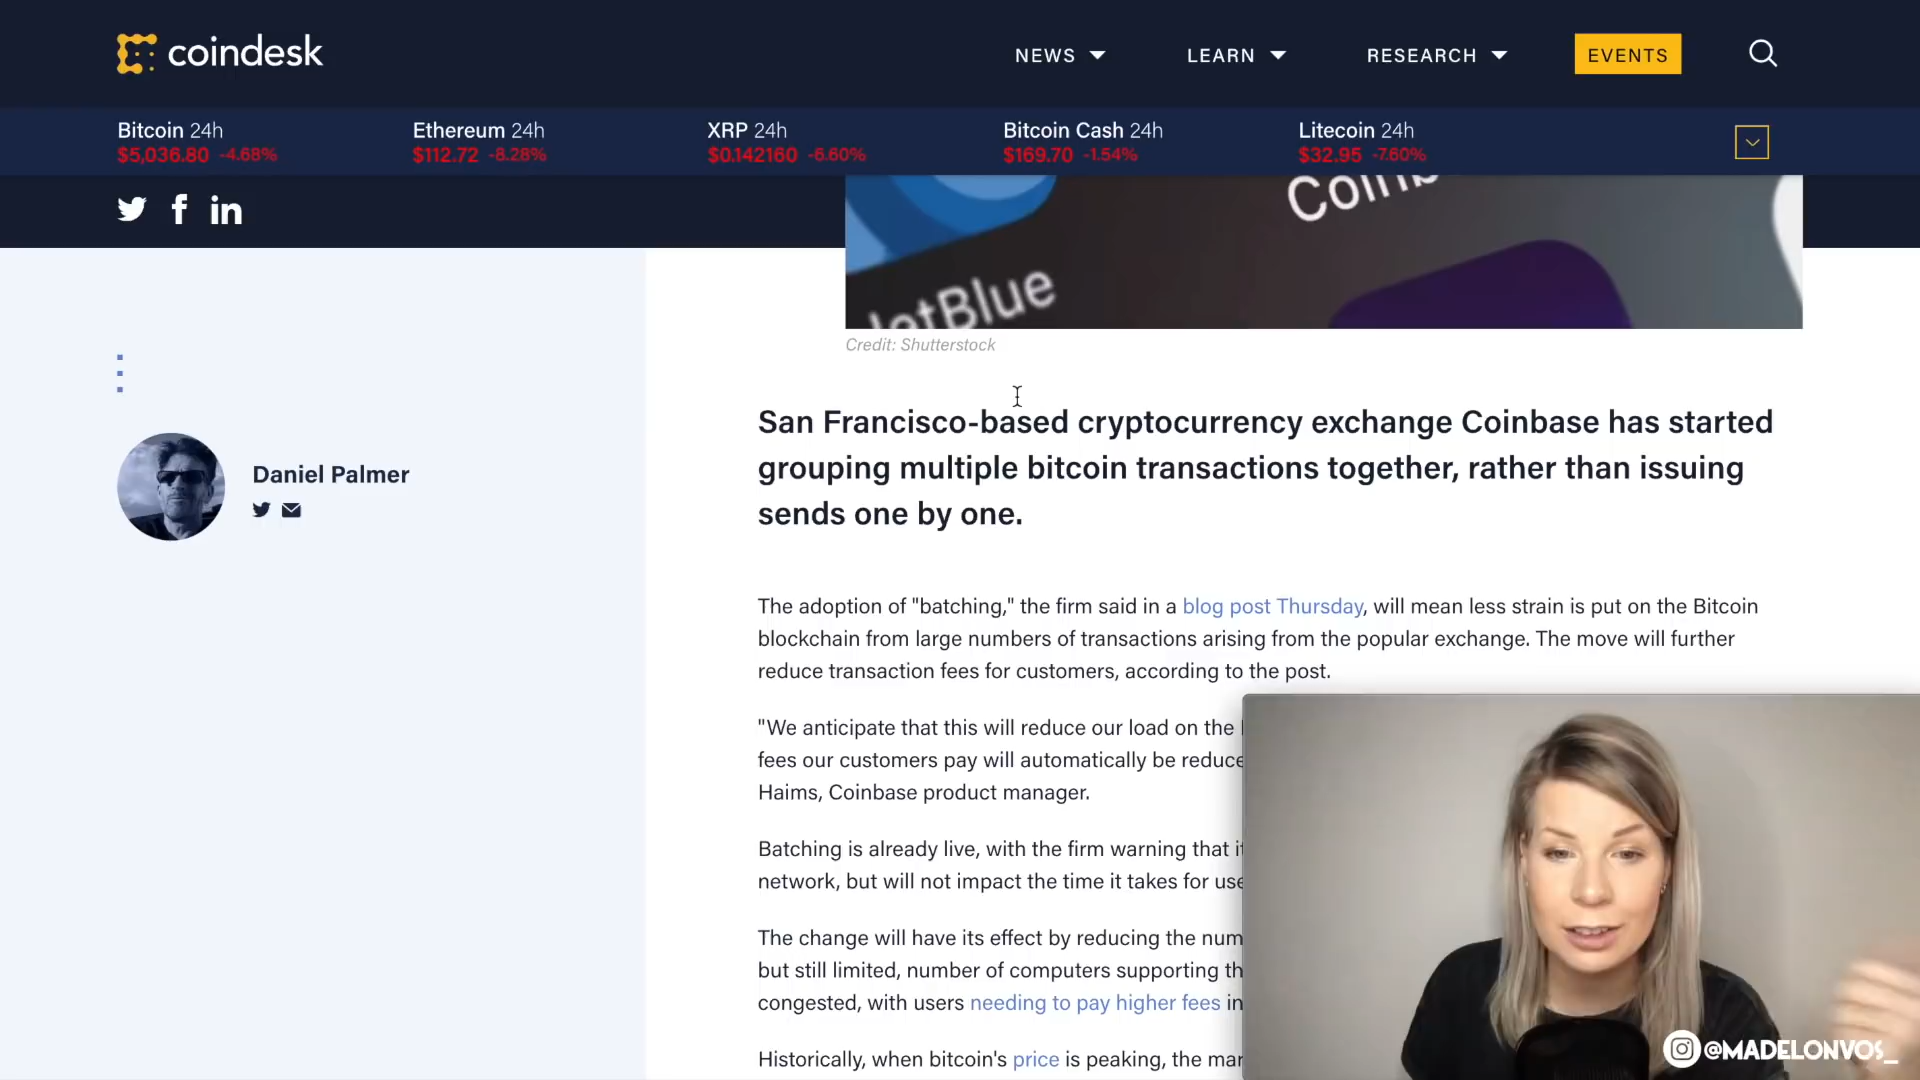 coindesk
NEWS
LEARN
RESEARCH
EVENTS
Bitcoin 24h
$5,036.80 -4.68%
Ethereum 24h
$112.72 -8.28%
XRP 24h
$0.142160 -6.60%
Bitcoin Cash 24h
$169.70 -1.54%
Litecoin 24h
$32.95 -7.60%
JetBlue
Credit: Shutterstock
Daniel Palmer
San Francisco-based cryptocurrency exchange Coinbase has started
grouping multiple bitcoin transactions together, rather than issuing
sends one by one.
The adoption of "batching," the firm said in a blog post Thursday, will mean less strain is put on the Bitcoin
blockchain from large numbers of transactions arising from the popular exchange. The move will further
reduce transaction fees for customers, according to the post.
"We anticipate that this will reduce our load on the
fees our customers pay will automatically be reduce
Haims, Coinbase product manager.
Batching is already live, with the firm warning that
network, but will not impact the time it takes for use
The change will have its effect by reducing the num
but still limited, number of computers supporting th
congested, with users needing to pay higher fees in
Historically, when bitcoin's price is peaking, the mar
@MADELONVOS_